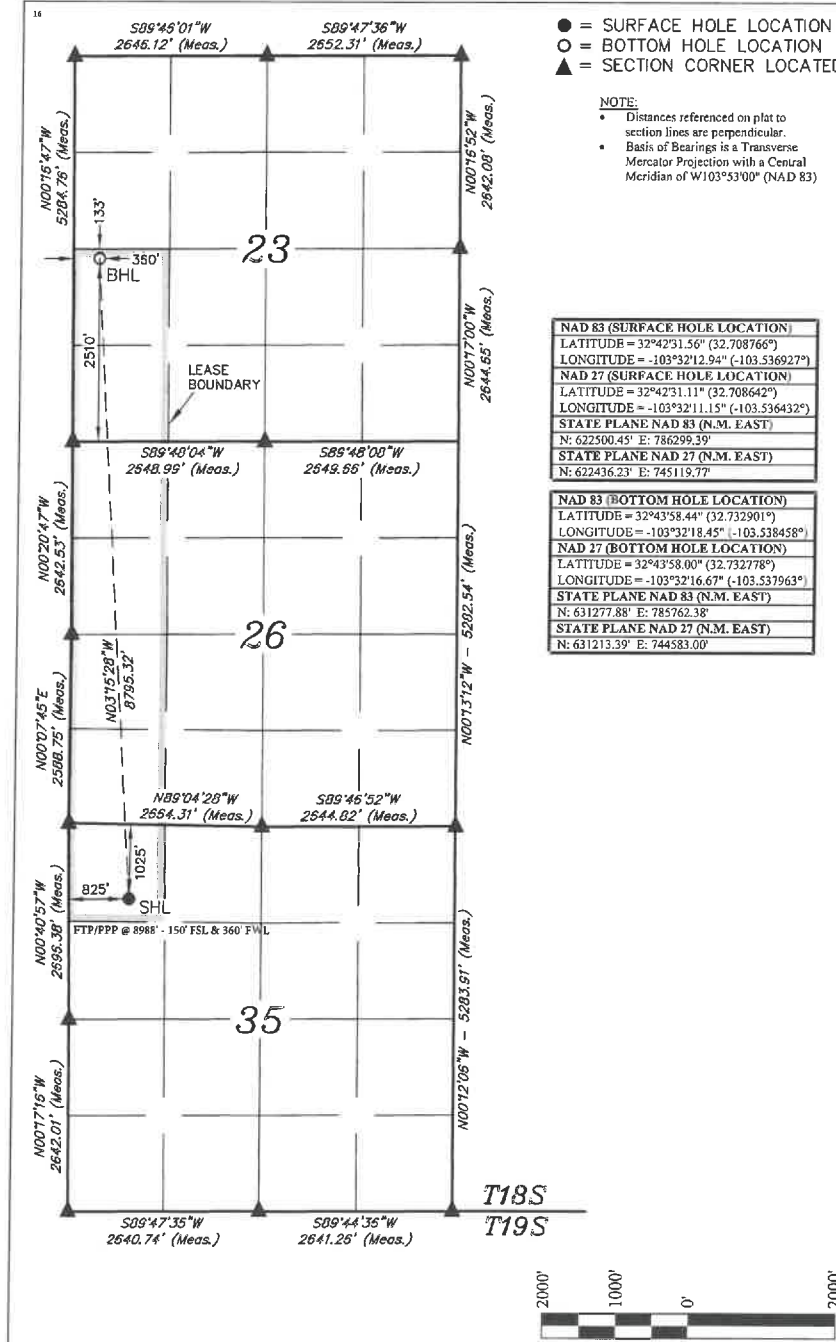 16
S89°45'01"W
2646.12' (Meas.)
S89°47'36"W
2652.31' (Meas.)
● = SURFACE HOLE LOCATION
○ = BOTTOM HOLE LOCATION
▲ = SECTION CORNER LOCATED
NOTE:
• Distances referenced on plat to
section lines are perpendicular.
• Basis of Bearings is a Transverse
Mercator Projection with a Central
Meridian of W103°53'00" (NAD 83)
N00°15'47"W
5284.76' (Meas.)
N00°16'52"W
2642.08' (Meas.)
133'
23
360'
BHL
2510'
LEASE
BOUNDARY
N00°17'00"W
2644.55' (Meas.)
NAD 83 (SURFACE HOLE LOCATION)
LATITUDE = 32°42'31.56" (32.708766°)
LONGITUDE = -103°32'12.94" (-103.536927°)
NAD 27 (SURFACE HOLE LOCATION)
LATITUDE = 32°42'31.11" (32.708642°)
LONGITUDE = -103°32'11.15" (-103.536432°)
STATE PLANE NAD 83 (N.M. EAST)
N: 622500.45' E: 786299.39'
STATE PLANE NAD 27 (N.M. EAST)
N: 622436.23' E: 745119.77'
S89°48'04"W
2648.99' (Meas.)
S89°48'08"W
2649.66' (Meas.)
NAD 83 (BOTTOM HOLE LOCATION)
LATITUDE = 32°43'58.44" (32.732901°)
LONGITUDE = -103°32'18.45" (-103.538458°)
NAD 27 (BOTTOM HOLE LOCATION)
LATITUDE = 32°43'58.00" (32.732778°)
LONGITUDE = -103°32'16.67" (-103.537963°)
STATE PLANE NAD 83 (N.M. EAST)
N: 631277.88' E: 785762.38'
STATE PLANE NAD 27 (N.M. EAST)
N: 631213.39' E: 744583.00'
N00°20'47"W
2642.53' (Meas.)
26
N03°15'28"W
8795.32'
N00°13'12"W - 5282.54' (Meas.)
N00°07'45"E
2588.75' (Meas.)
N89°04'28"W
2654.31' (Meas.)
S89°46'52"W
2644.82' (Meas.)
1025'
825'
SHL
FTP/PPP @ 8988' - 150' FSL & 360' FWL
N00°40'57"W
2695.38' (Meas.)
35
N00°12'06"W - 5283.91' (Meas.)
N00°17'16"W
2642.01' (Meas.)
T18S
T19S
S89°47'35"W
2640.74' (Meas.)
S89°44'36"W
2641.26' (Meas.)
2000'
1000'
0'
2000'